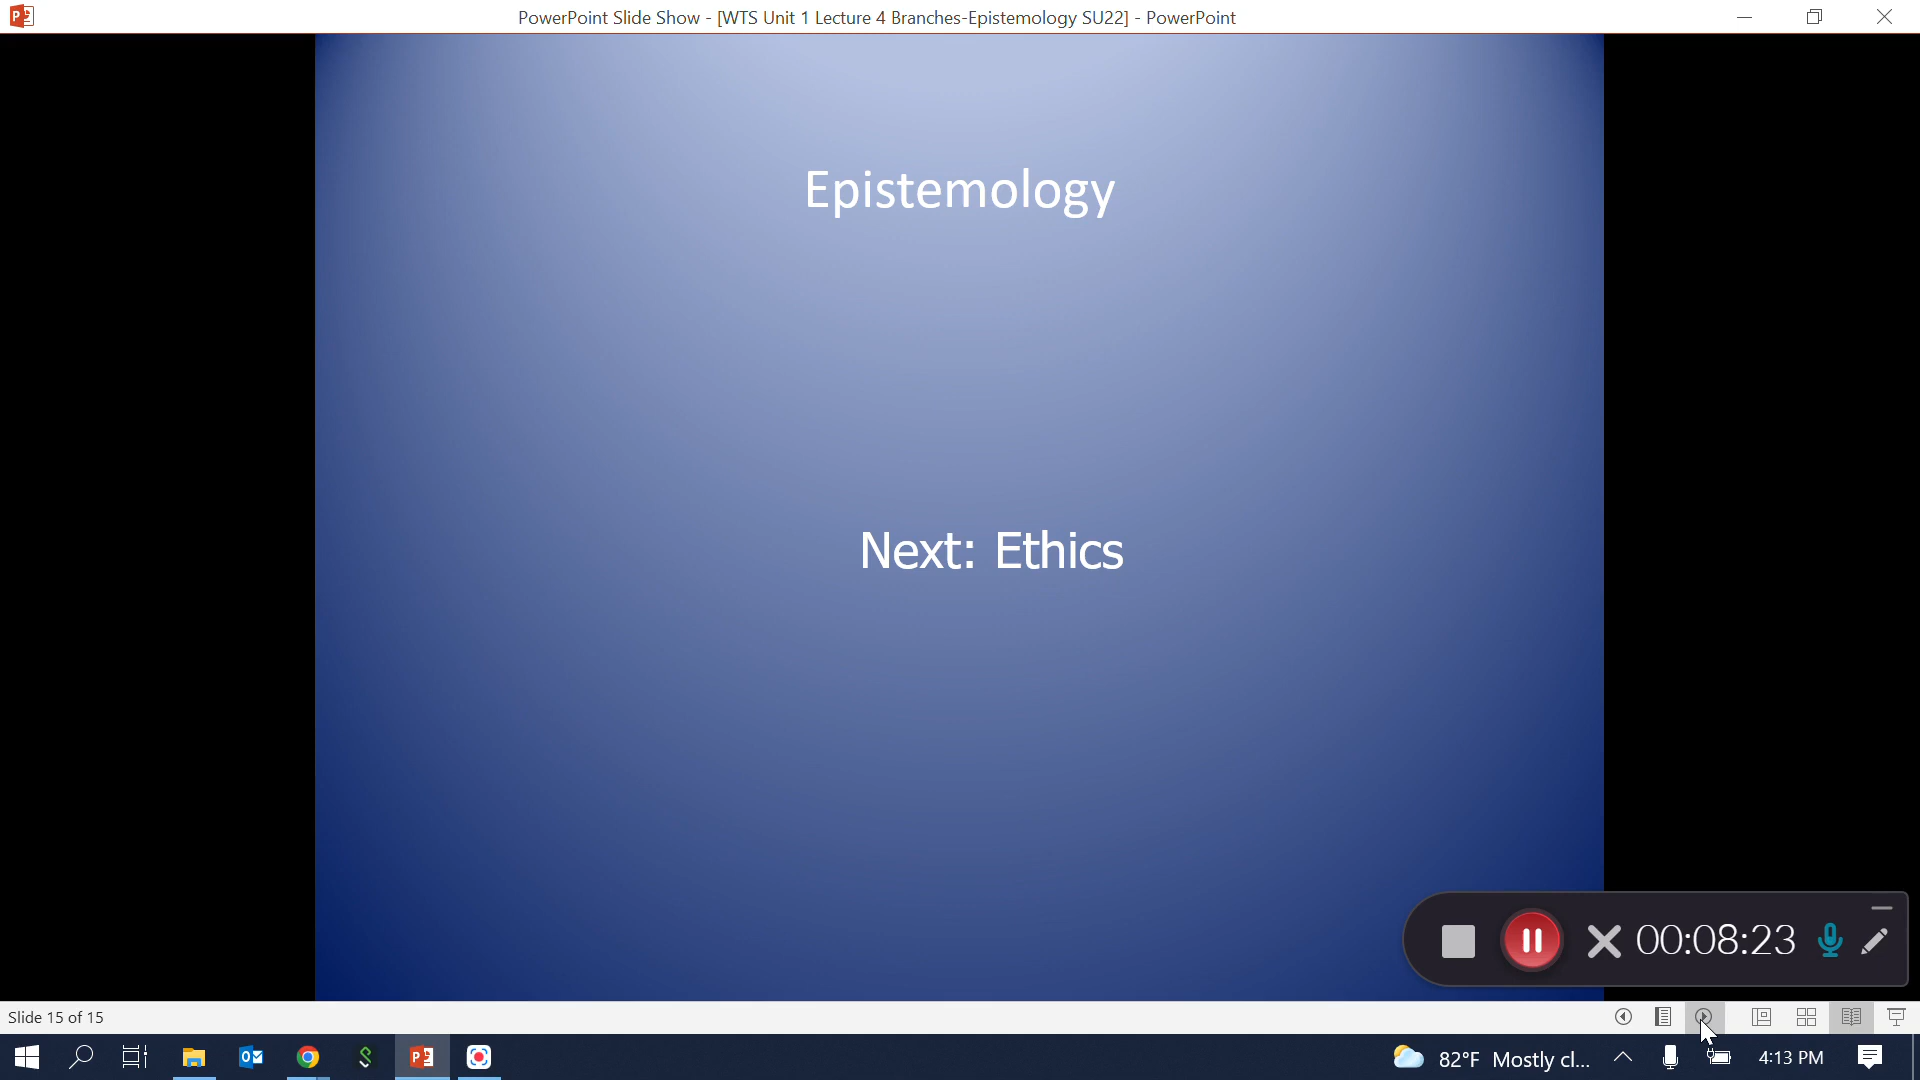 PowerPoint Slide Show - [WTS Unit 1 Lecture 4 Branches-Epistemology SU22] - PowerPoint
Epistemology
Next: Ethics
00:08:23
Slide 15 of 15
82°F Mostly cl...
4:13 PM